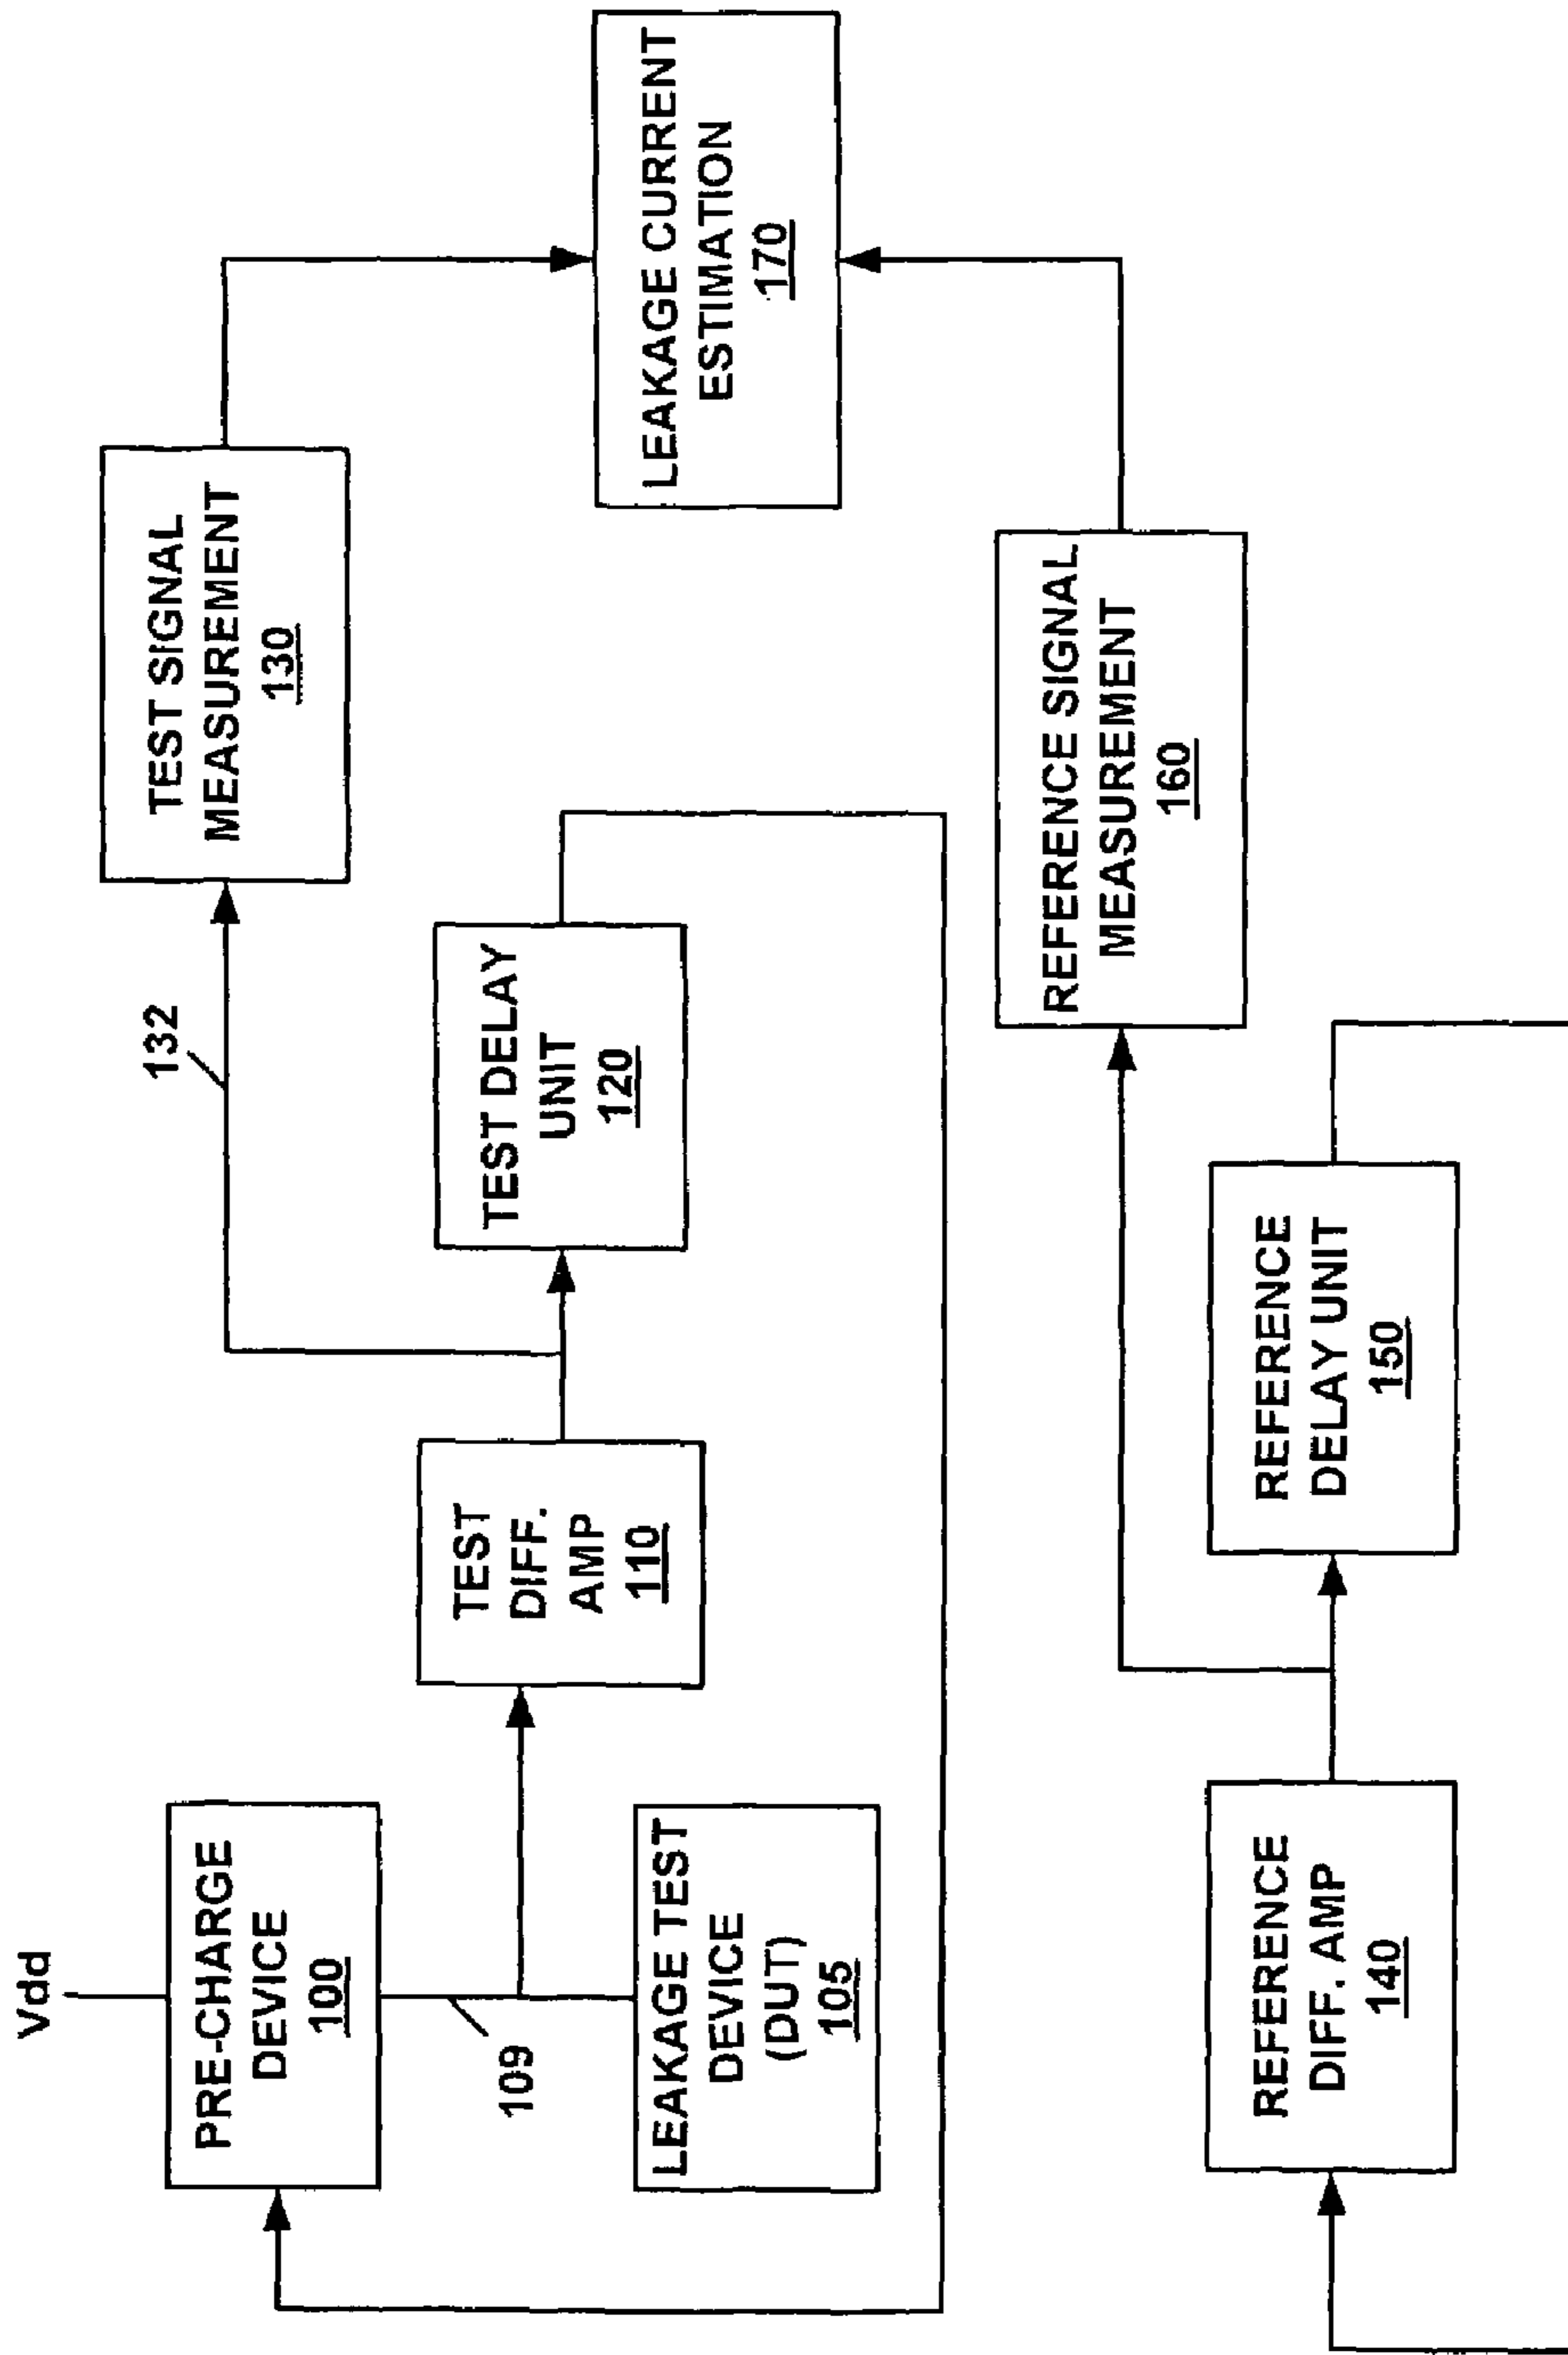 Vdd
PRE-CHARGE
DEVICE
100
109
LEAKAGE TEST
DEVICE
(DUT)
105
TEST
DIFF.
AMP
110
132
TEST DELAY
UNIT
120
TEST SIGNAL
MEASUREMENT
130
LEAKAGE CURRENT
ESTIMATION
170
REFERENCE
DIFF. AMP
140
REFERENCE
DELAY UNIT
150
REFERENCE SIGNAL
MEASUREMENT
160